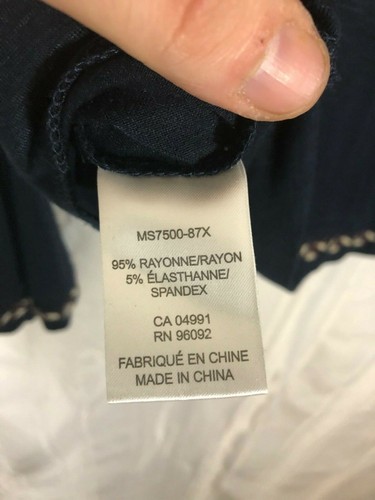 MS7500-87X
95% RAYONNE/RAYON
5% ÉLASTHANNE/
SPANDEX
CA 04991
RN 96092
FABRIQUÉ EN CHINE
MADE IN CHINA